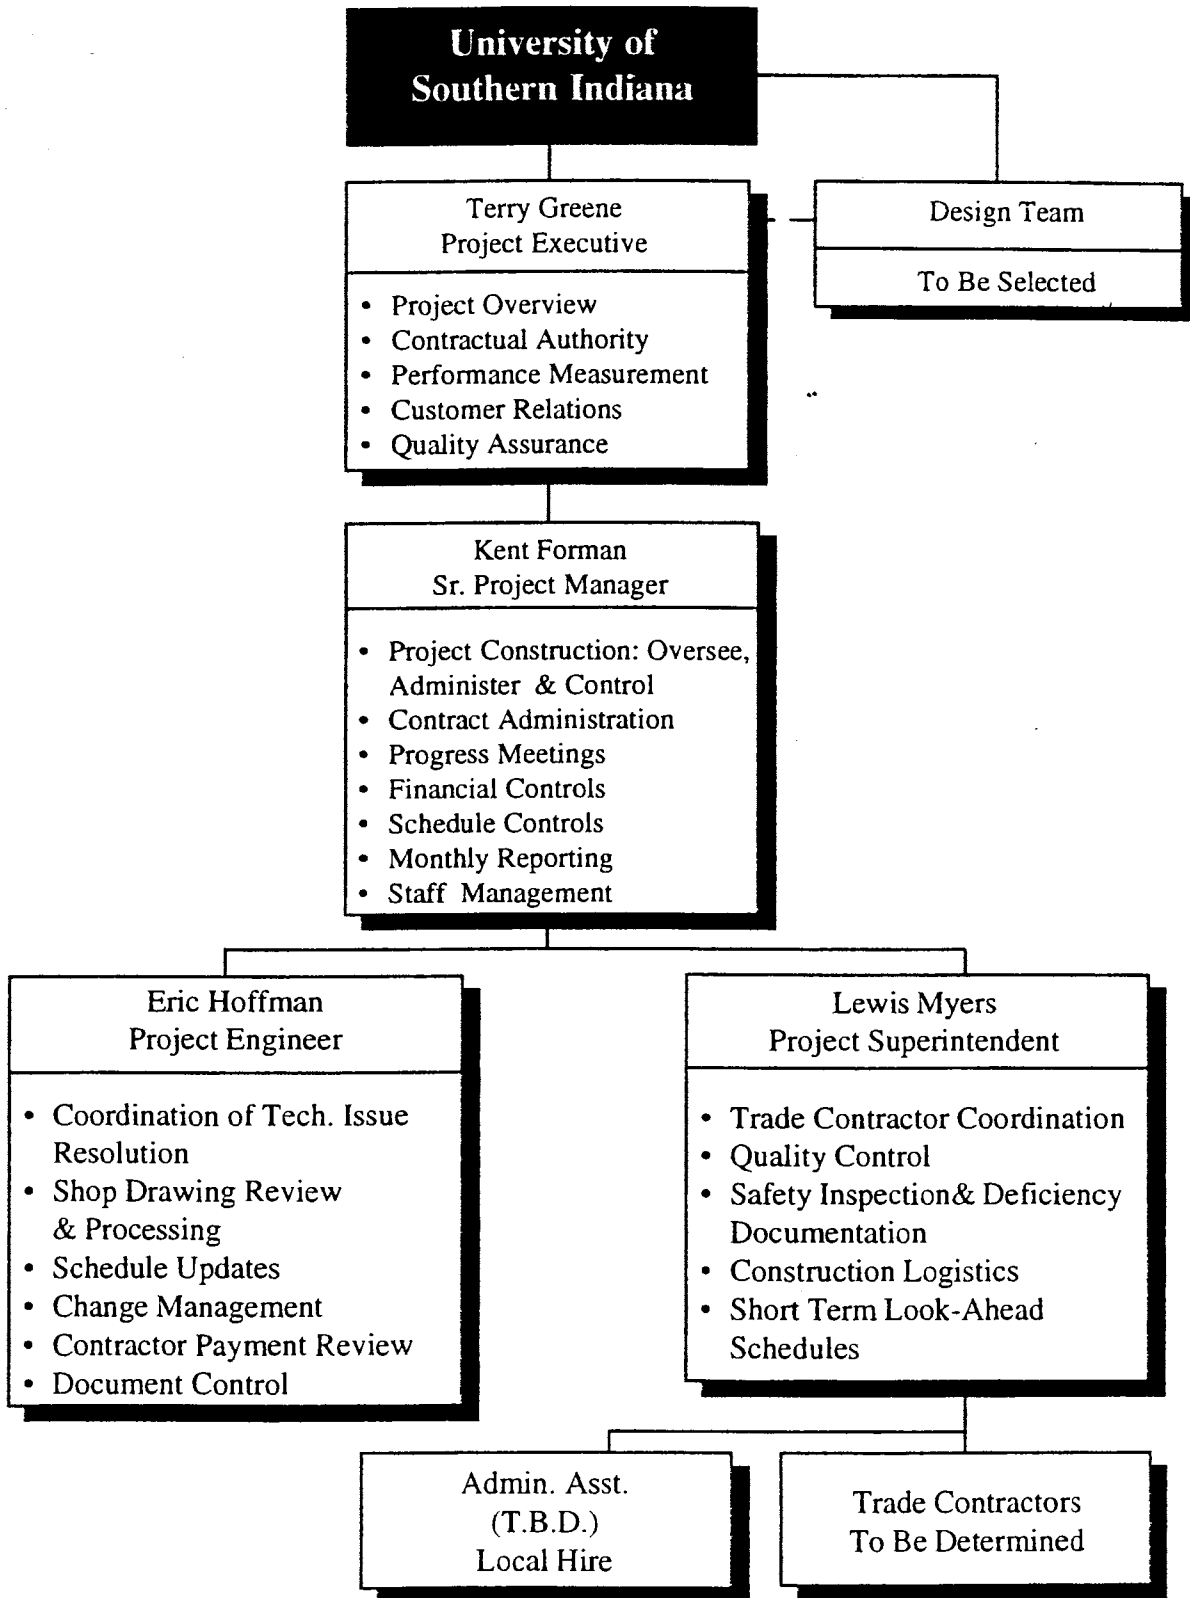 University of
Southern Indiana
Terry Greene
Project Executive
• Project Overview
• Contractual Authority
• Performance Measurement
• Customer Relations
• Quality Assurance
Design Team
To Be Selected
Kent Forman
Sr. Project Manager
• Project Construction: Oversee,
Administer & Control
• Contract Administration
• Progress Meetings
• Financial Controls
• Schedule Controls
• Monthly Reporting
• Staff Management
Eric Hoffman
Project Engineer
• Coordination of Tech. Issue
Resolution
• Shop Drawing Review
& Processing
• Schedule Updates
• Change Management
• Contractor Payment Review
• Document Control
Lewis Myers
Project Superintendent
• Trade Contractor Coordination
• Quality Control
• Safety Inspection& Deficiency
Documentation
• Construction Logistics
• Short Term Look-Ahead
Schedules
Admin. Asst.
(T.B.D.)
Local Hire
Trade Contractors
To Be Determined